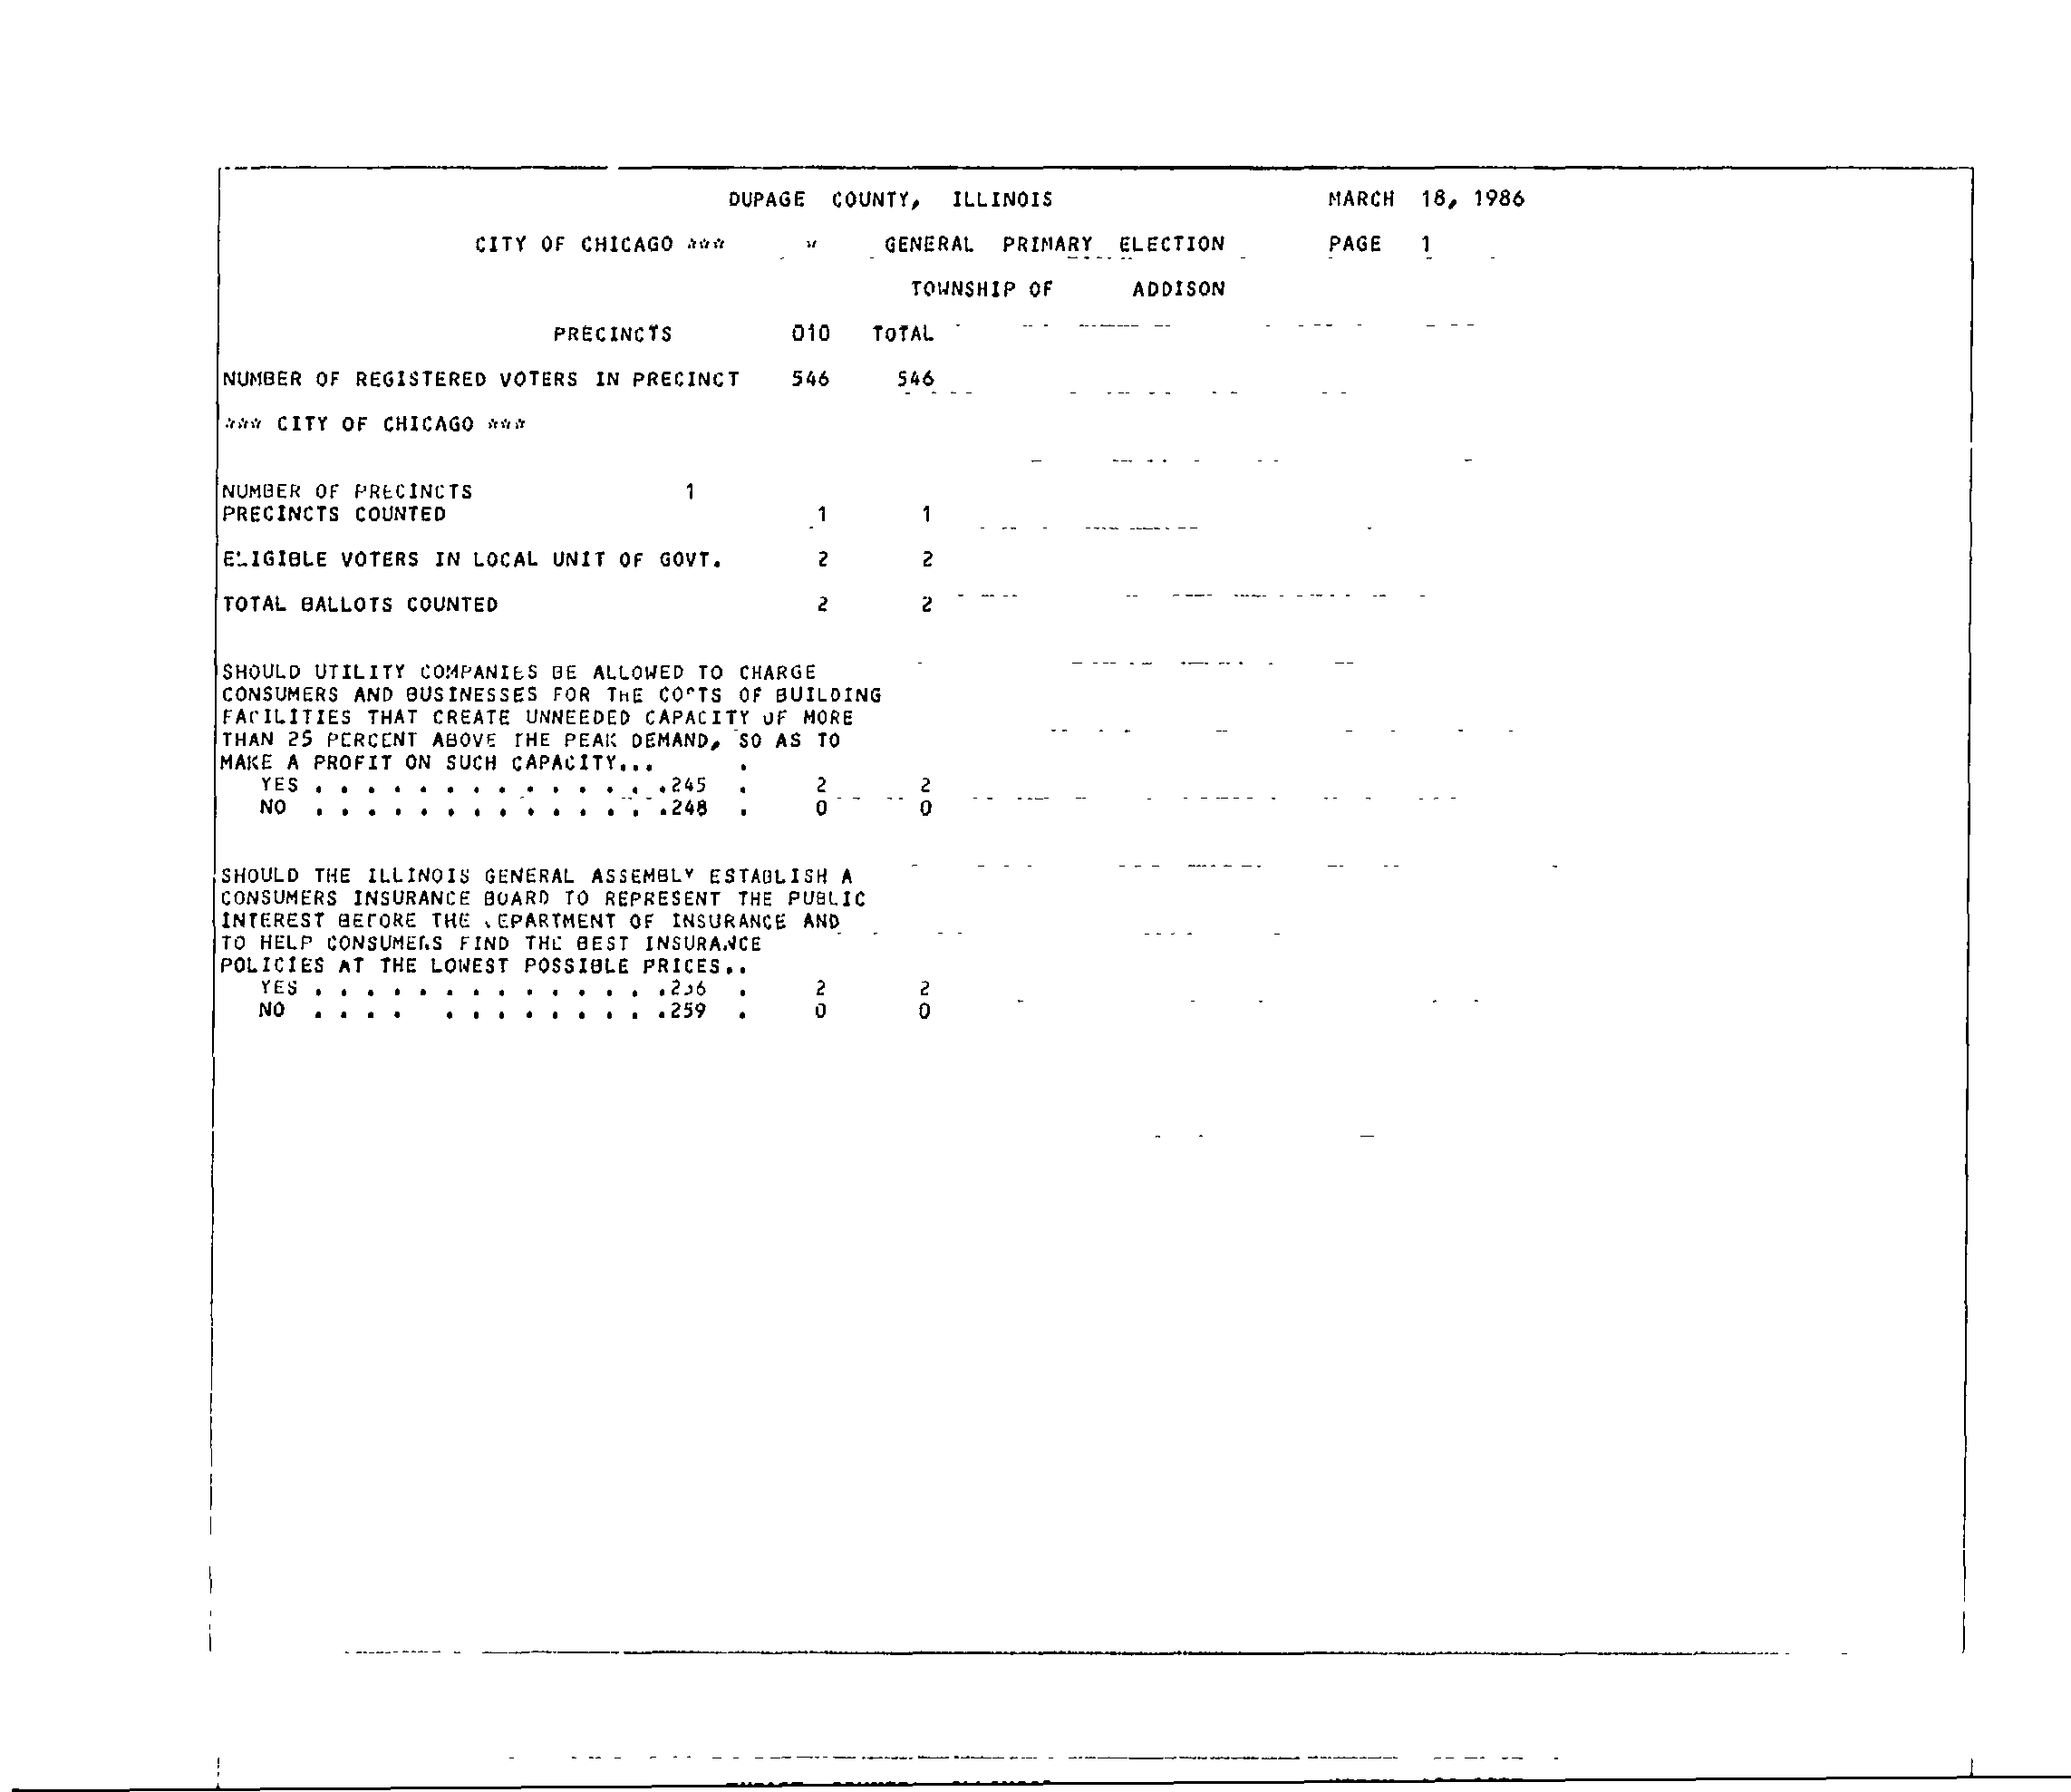 DUPAGE COUNTY, ILLINOIS MARCH 18, 1986
CITY OF CHICAGO *** * GENERAL PRIMARY ELECTION PAGE 1
TOWNSHIP OF ADDISON
PRECINCTS 010 TOTAL
NUMBER OF REGISTERED VOTERS IN PRECINCT 546 546
*** CITY OF CHICAGO ***
NUMBER OF PRECINCTS 1
PRECINCTS COUNTED 1 1
ELIGIBLE VOTERS IN LOCAL UNIT OF GOVT. 2 2
TOTAL BALLOTS COUNTED 2 2
SHOULD UTILITY COMPANIES BE ALLOWED TO CHARGE
CONSUMERS AND BUSINESSES FOR THE COSTS OF BUILDING
FACILITIES THAT CREATE UNNEEDED CAPACITY OF MORE
THAN 25 PERCENT ABOVE THE PEAK DEMAND, SO AS TO
MAKE A PROFIT ON SUCH CAPACITY... .
YES . . . . . . . . . . . . . .245 . 2 2
NO . . . . . . . . . . . . . .248 . 0 0
SHOULD THE ILLINOIS GENERAL ASSEMBLY ESTABLISH A
CONSUMERS INSURANCE BOARD TO REPRESENT THE PUBLIC
INTEREST BEFORE THE DEPARTMENT OF INSURANCE AND
TO HELP CONSUMERS FIND THE BEST INSURANCE
POLICIES AT THE LOWEST POSSIBLE PRICES..
YES . . . . . . . . . . . . . . . 2 2
NO . . . . . . . . . . . . .259 . 0 0